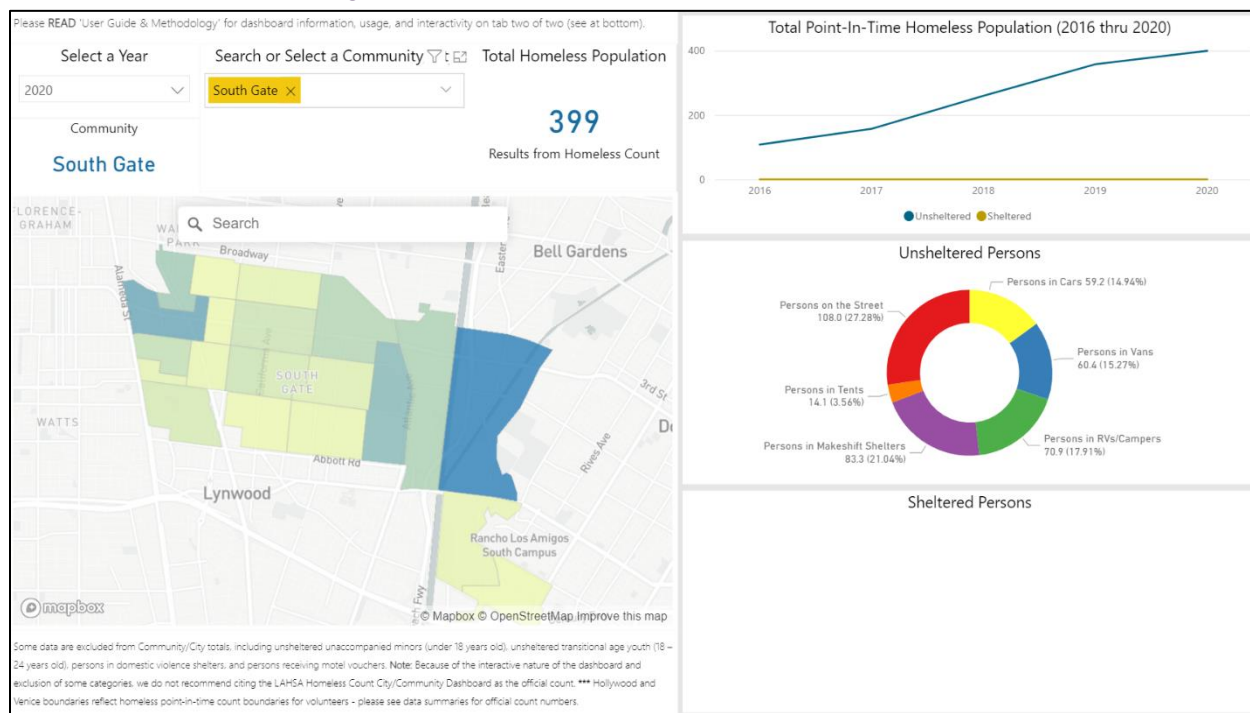 Please READ 'User Guide & Methodology' for dashboard information, usage, and interactivity on tab two of two (see at bottom).
Select a Year
2020
Search or Select a Community
South Gate
Total Homeless Population
399
Results from Homeless Count
Community
South Gate
Search
FLORENCE-
GRAHAM
PARK
Broadway
Bell Gardens
Alameda St
SOUTH
GATE
3rd St
WATTS
Abbott Rd
Rives Ave
Lynwood
Rancho Los Amigos
South Campus
mapbox
© Mapbox © OpenStreetMap Improve this map
Some data are excluded from Community/City totals, including unsheltered unaccompanied minors (under 18 years old), unsheltered transitional age youth (18 –
24 years old), persons in domestic violence shelters, and persons receiving motel vouchers. Note: Because of the interactive nature of the dashboard and
exclusion of some categories, we do not recommend citing the LAHSA Homeless Count City/Community Dashboard as the official count. *** Hollywood and
Venice boundaries reflect homeless point-in-time count boundaries for volunteers - please see data summaries for official count numbers.
Total Point-In-Time Homeless Population (2016 thru 2020)
400
200
0
2016 2017 2018 2019 2020
Unsheltered Sheltered
Unsheltered Persons
Persons in Cars 59.2 (14.94%)
Persons on the Street
108.0 (27.28%)
Persons in Vans
60.4 (15.27%)
Persons in Tents
14.1 (3.56%)
Persons in Makeshift Shelters
83.3 (21.04%)
Persons in RVs/Campers
70.9 (17.91%)
Sheltered Persons